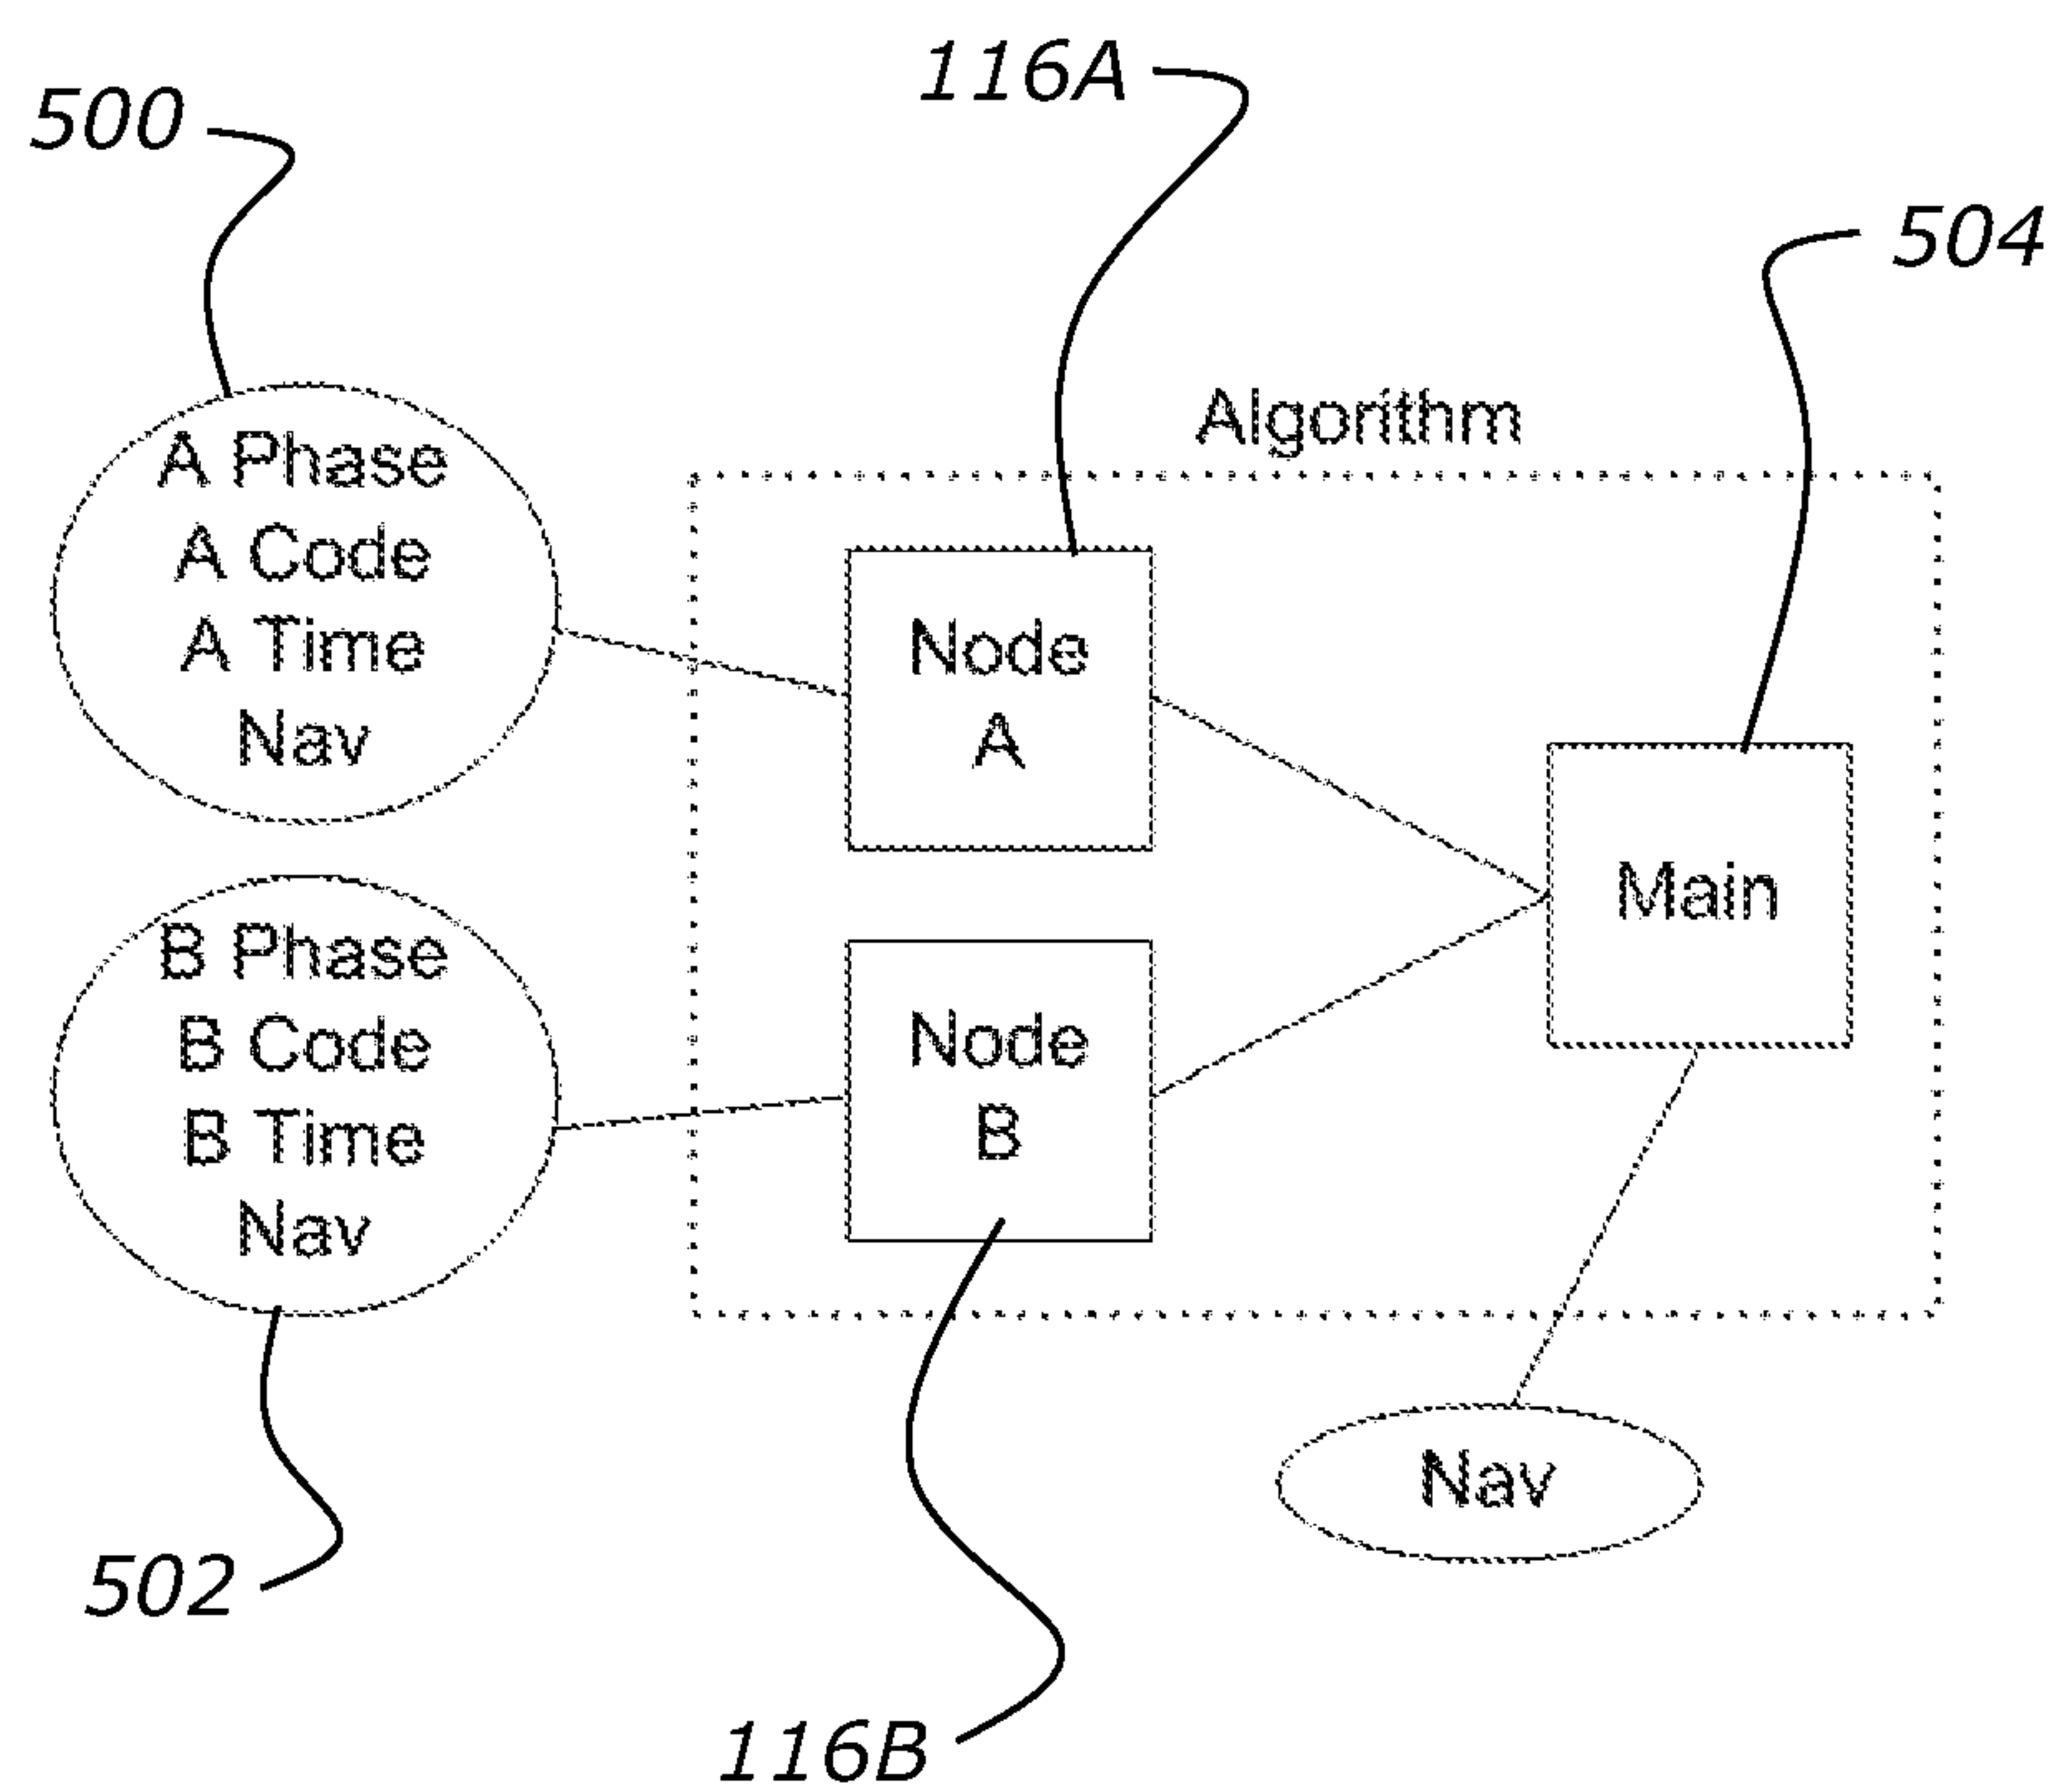 116A
500
504
Algorithm
A Phase
A Code
A Time
Nav
Node
A
Main
B Phase
B Code
B Time
Nav
Node
B
Nav
502
116B